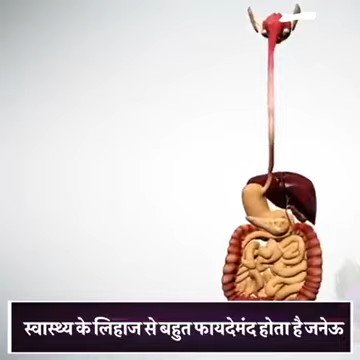 स्वास्थ्य के लिहाज से बहुत फायदेमंद होता है जनेऊ